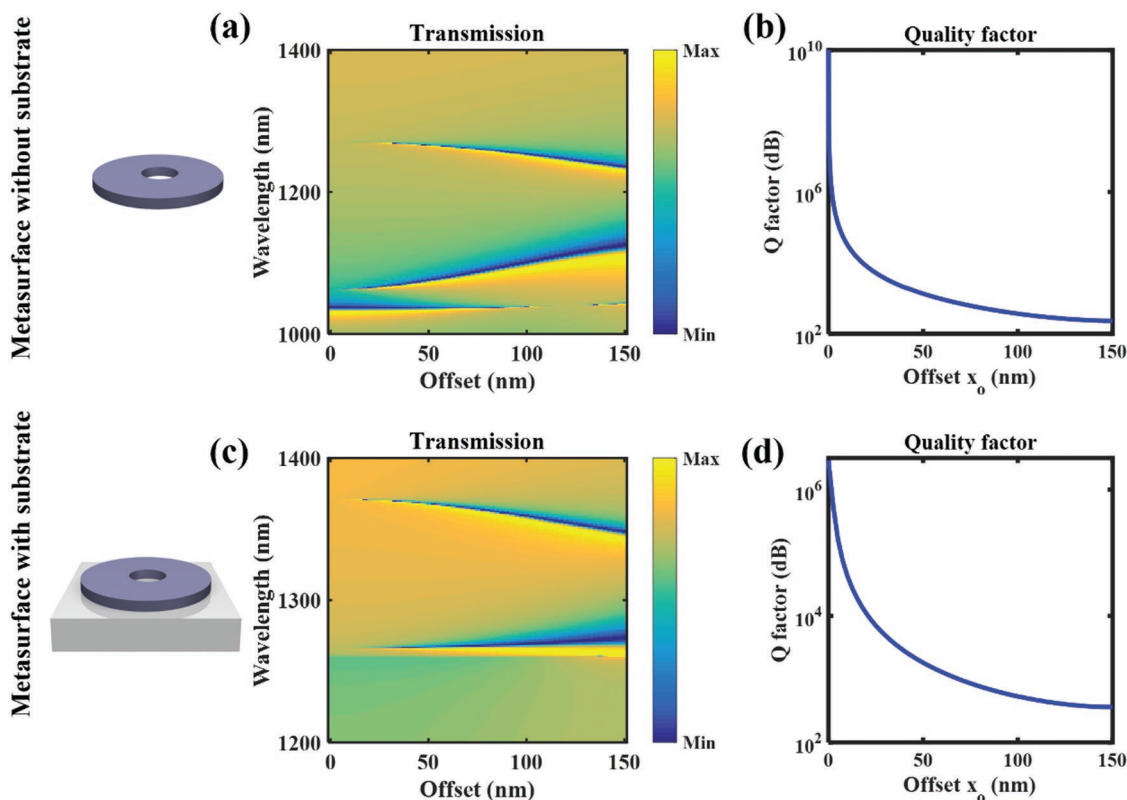 Metasurface without substrate
(a)
Transmission
1400
1200
1000
Wavelength (nm)
0 50 100 150
Offset (nm)
Max
Min
(b)
Quality factor
10^10
10^6
10^2
Q factor (dB)
0 50 100 150
Offset x_o (nm)
Metasurface with substrate
(c)
Transmission
1400
1300
1200
Wavelength (nm)
0 50 100 150
Offset (nm)
Max
Min
(d)
Quality factor
10^6
10^4
10^2
Q factor (dB)
0 50 100 150
Offset x_o (nm)